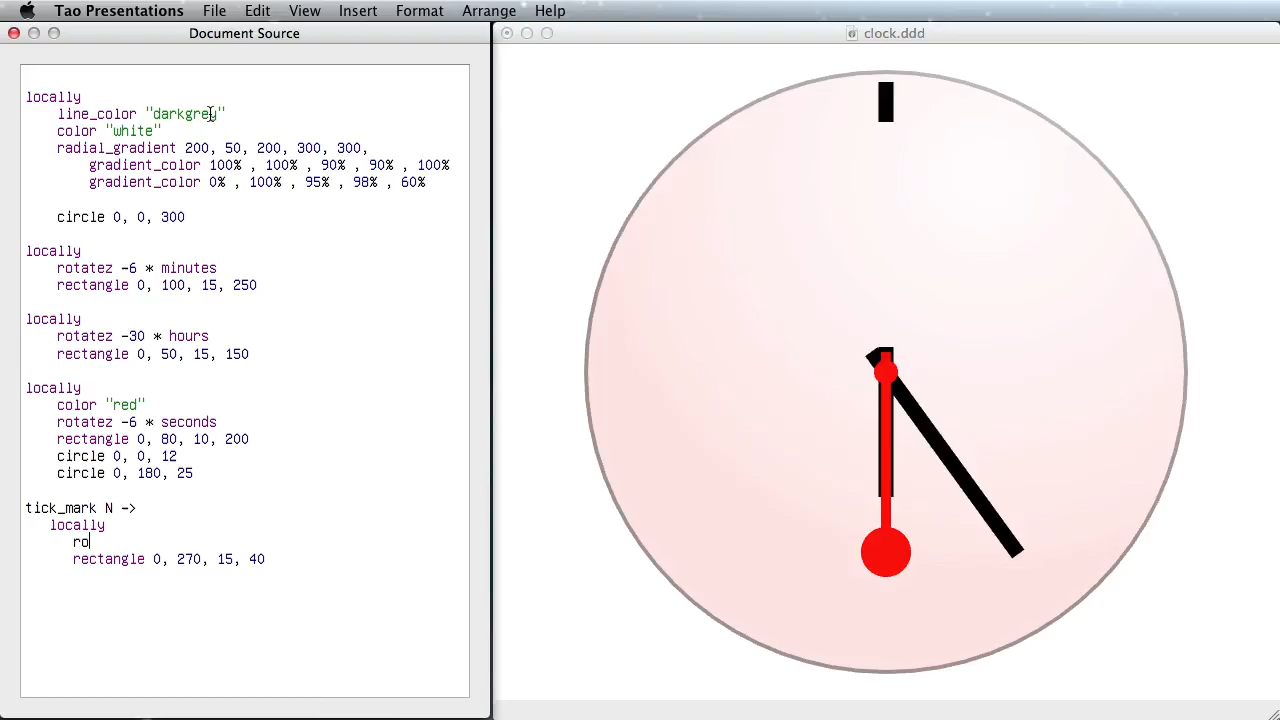 Tao Presentations File Edit View Insert Format Arrange Help
Document Source
clock.ddd
locally
line_color "darkgrey"
color "white"
radial_gradient 200, 50, 200, 300, 300,
gradient_color 100% , 100% , 90% , 90% , 100%
gradient_color 0% , 100% , 95% , 98% , 60%
circle 0, 0, 300
locally
rotatez -6 * minutes
rectangle 0, 100, 15, 250
locally
rotatez -30 * hours
rectangle 0, 50, 15, 150
locally
color "red"
rotatez -6 * seconds
rectangle 0, 80, 10, 200
circle 0, 0, 12
circle 0, 180, 25
tick_mark N ->
locally
ro
rectangle 0, 270, 15, 40